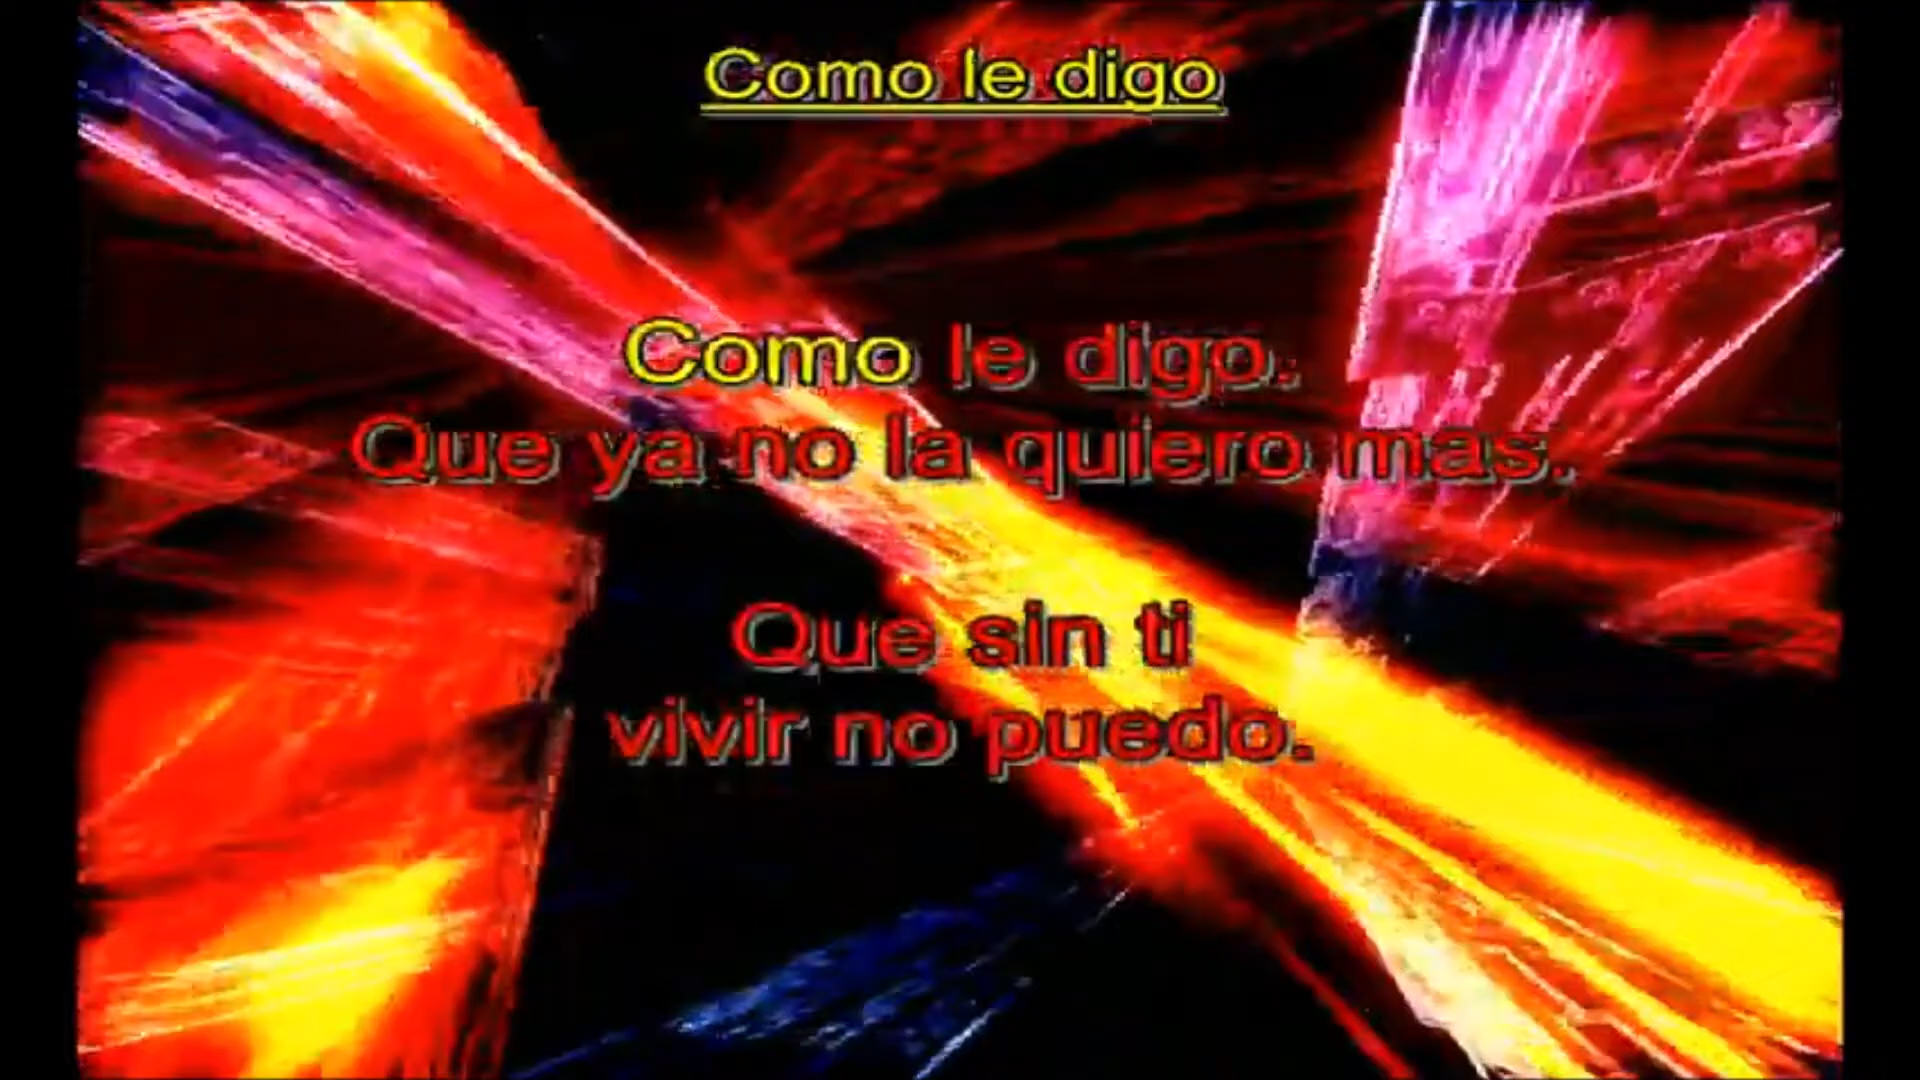 Como le digo
Como le digo.
Que ya no la quiero mas.
Que sin ti
vivir no puedo.